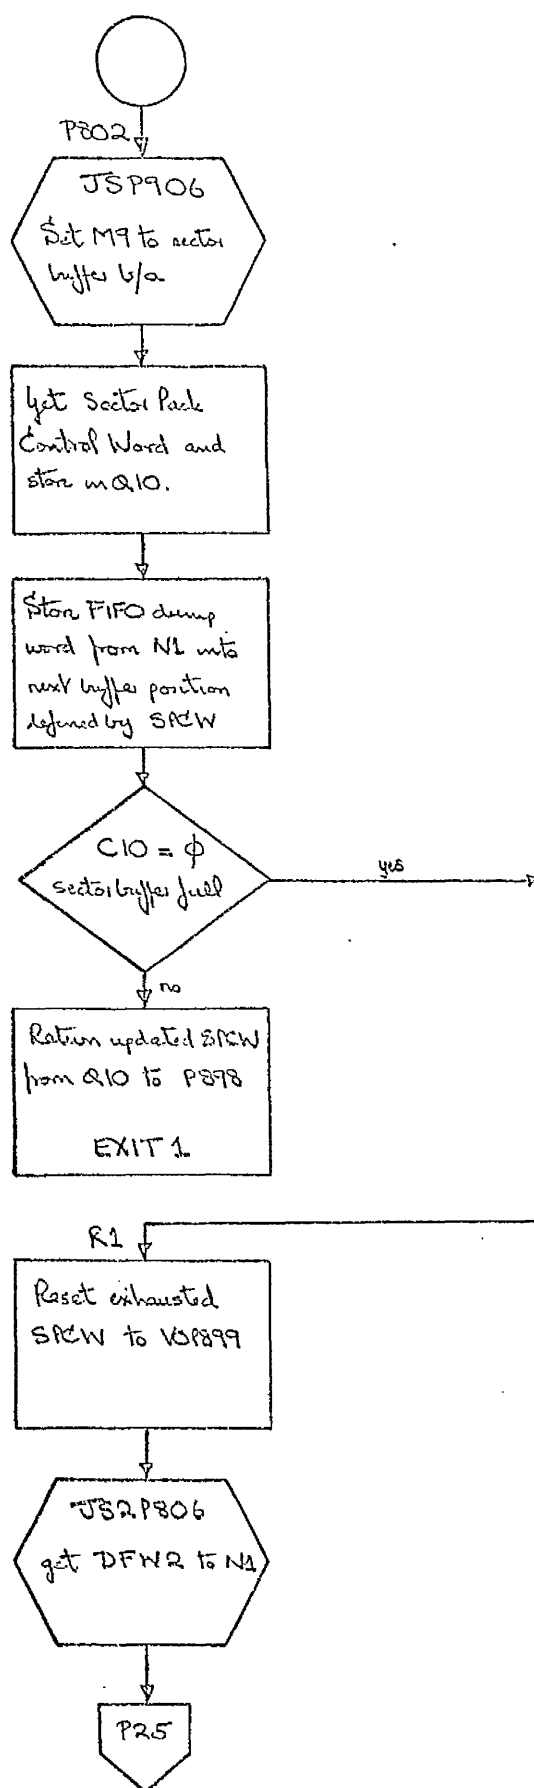 P802
JSP906
Set M9 to sector
buffer b/a
Get Sector Pack
Control Word and
store in Q10.
Store FIFO dump
word from N1 into
next buffer position
defined by SPCW
C10 = φ
sector buffer full
yes
no
Return updated SPCW
from Q10 to P898
EXIT 1
R1
Reset exhausted
SPCW to V0P899
JS2P806
get DFW2 to N1
P25